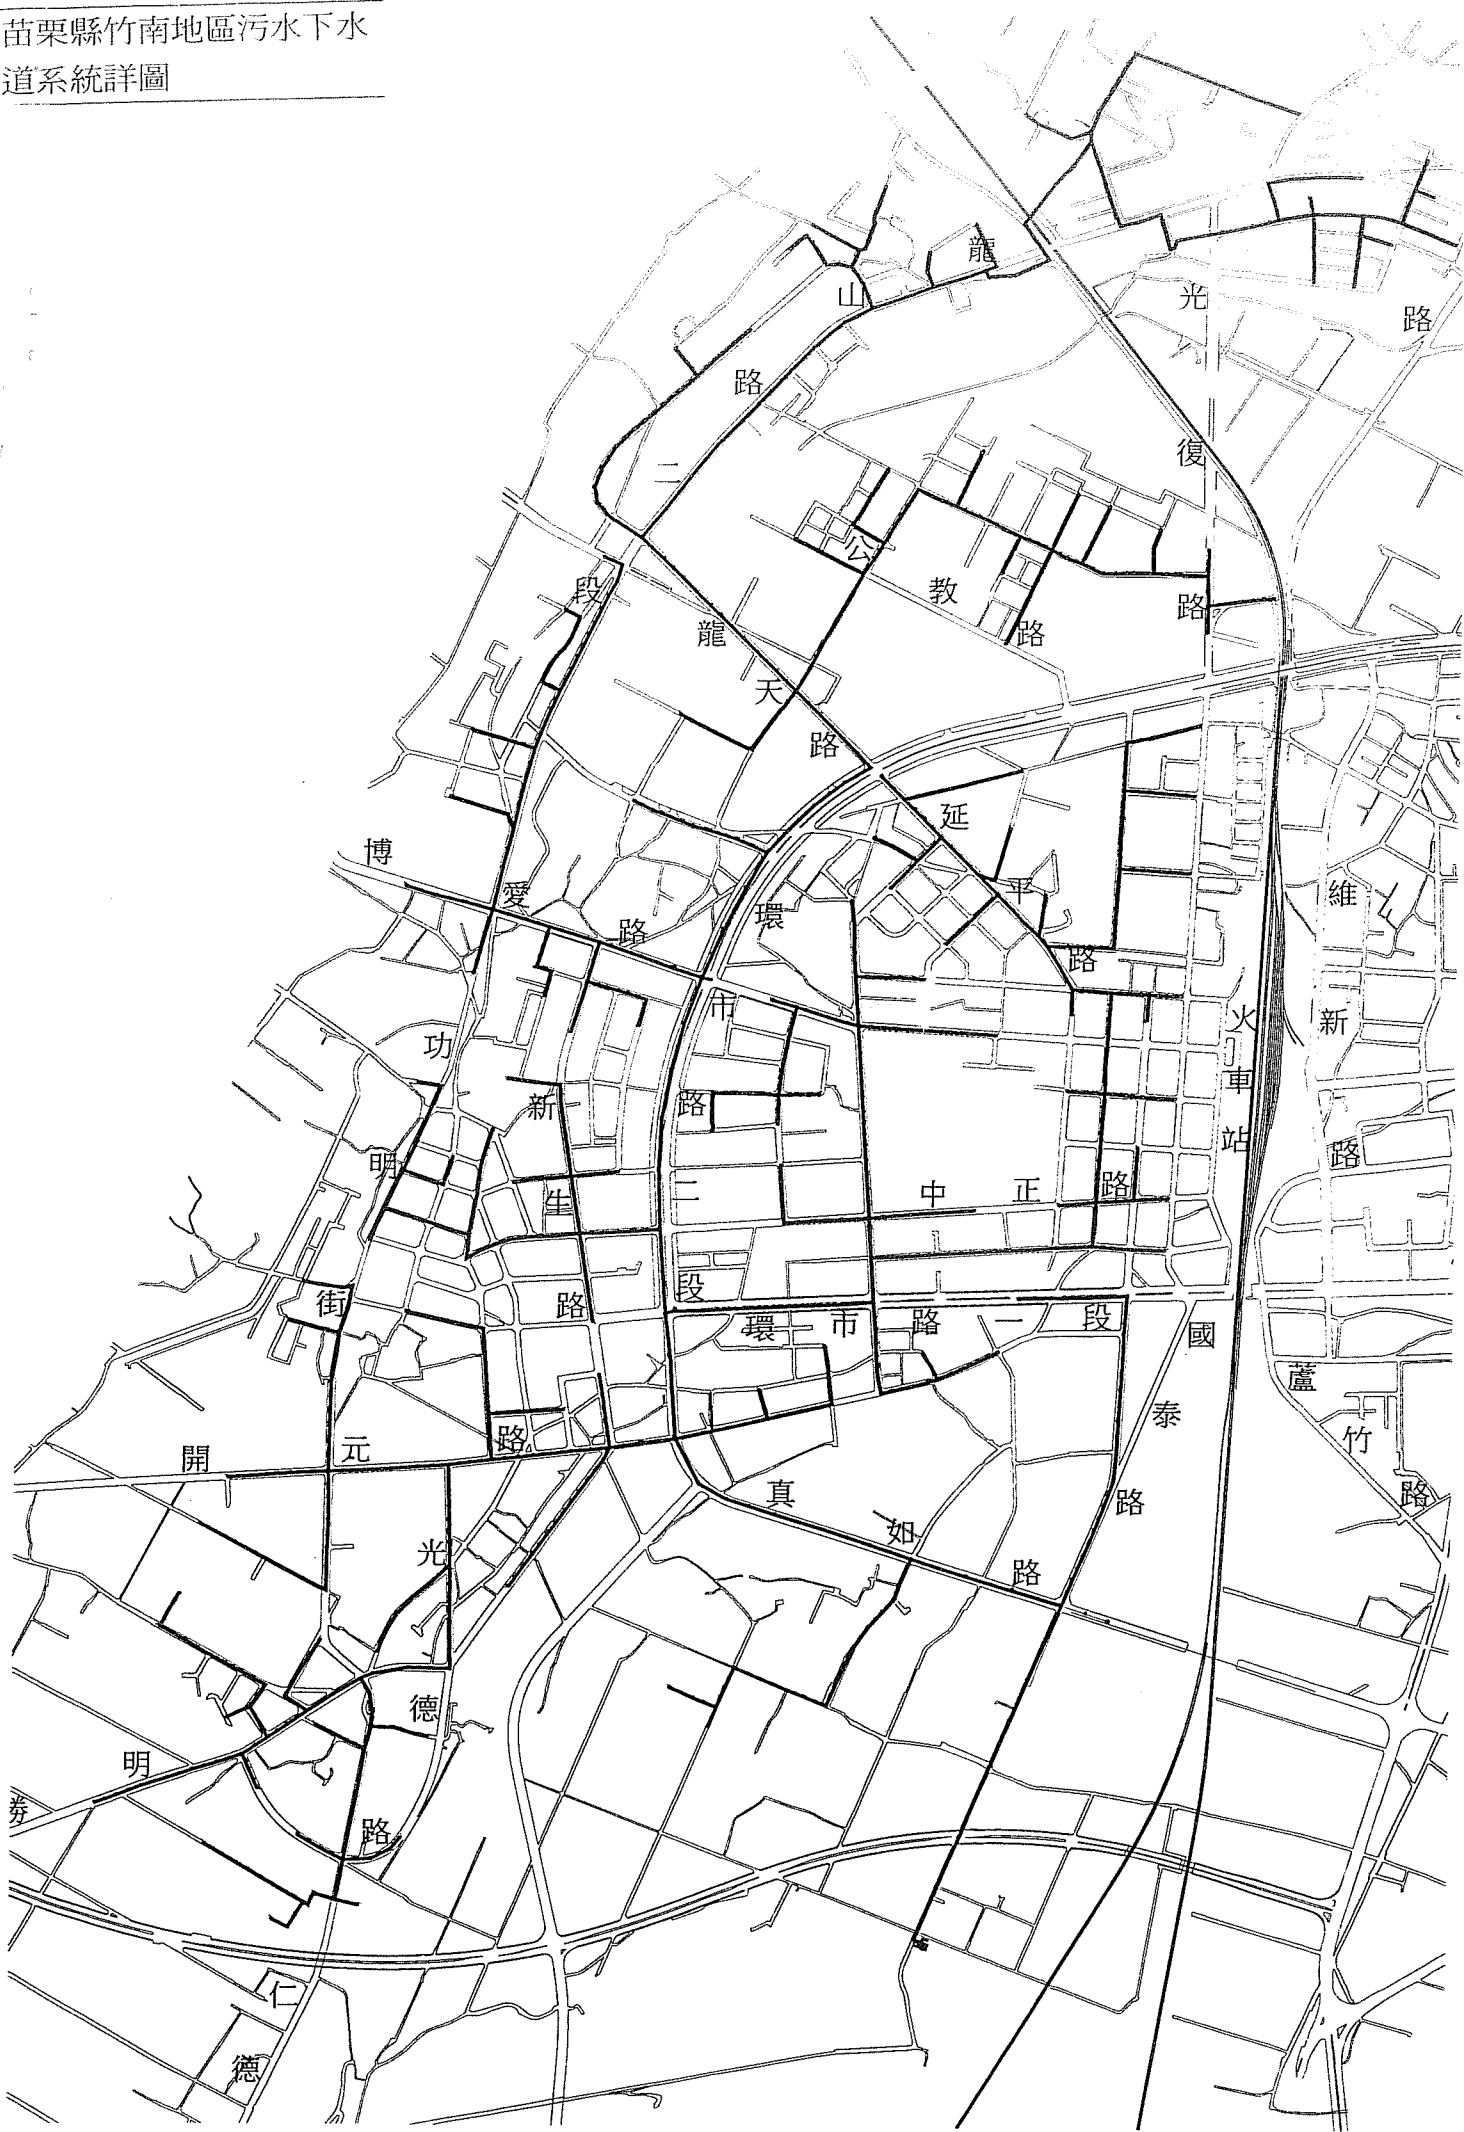 苗栗縣竹南地區污水下水
道系統詳圖
龍山路二段
光復路
路
公教路
龍天路
延平路
博愛路
環市路二段
維新路
火車站
功明街
新生路
中正路
環市路一段
國泰路
蘆竹路
開元路
真如路
光德路
明勝
仁德